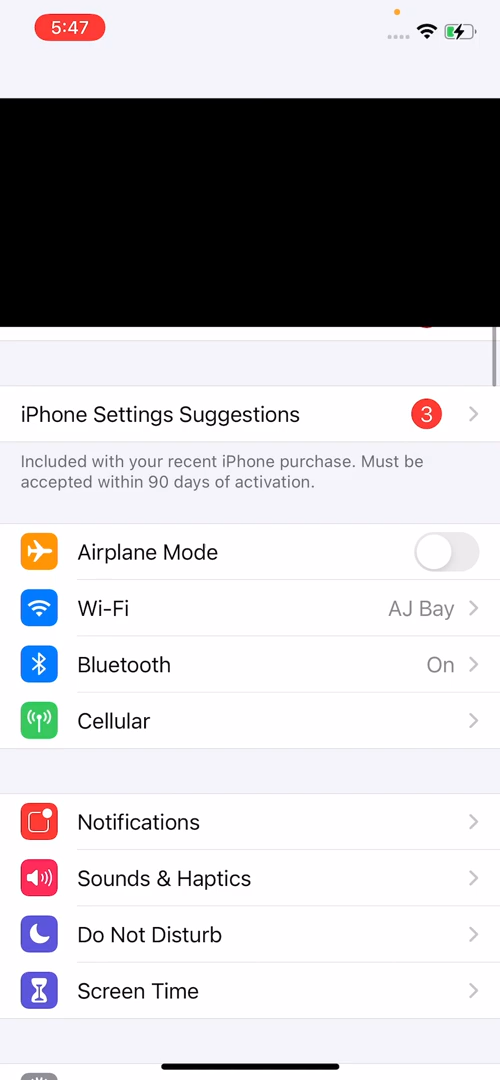 5:47
iPhone Settings Suggestions 3
Included with your recent iPhone purchase. Must be
accepted within 90 days of activation.
Airplane Mode
Wi-Fi AJ Bay
Bluetooth On
Cellular
Notifications
Sounds & Haptics
Do Not Disturb
Screen Time